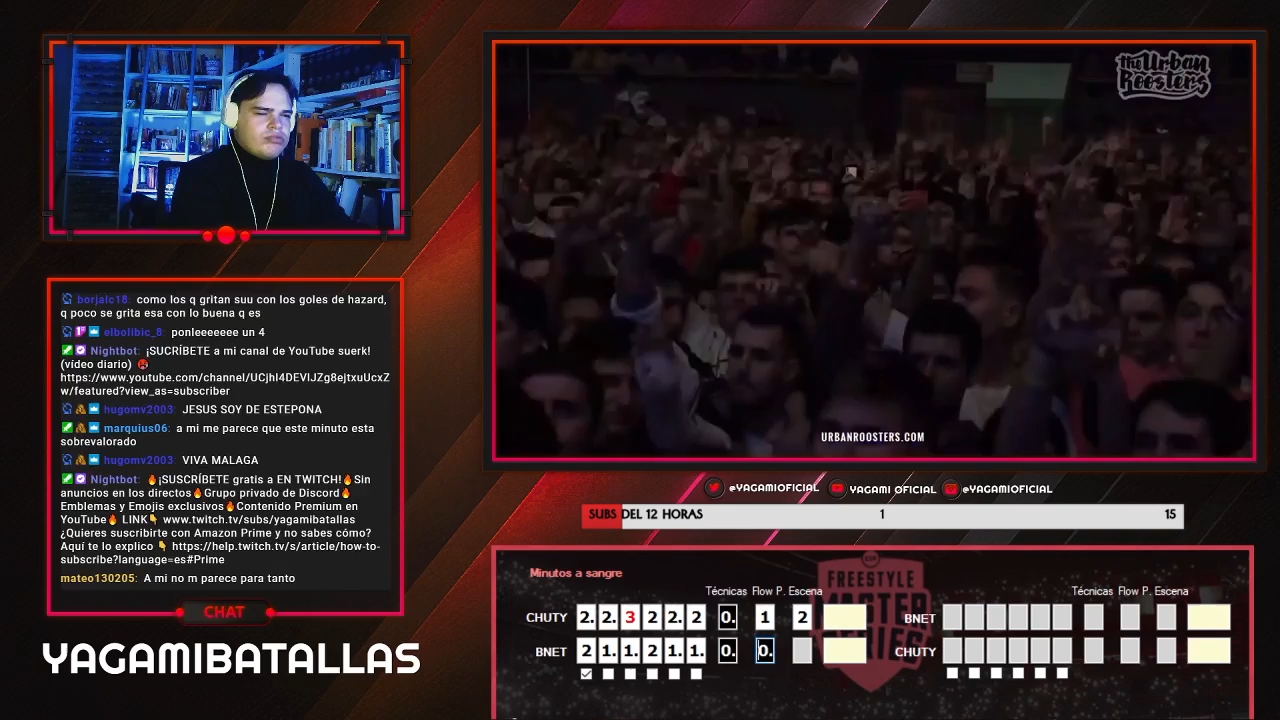 the Urban
Roosters
borjalc18: como los q gritan suu con los goles de hazard,
q poco se grita esa con lo buena q es
elbolibic_8: ponleeeeeee un 4
Nightbot: ¡SUCRÍBETE a mi canal de YouTube suerk!
(vídeo diario)
https://www.youtube.com/channel/UCjhl4DEVIJZg8ejtxuUcxZ
w/featured?view_as=subscriber
hugomv2003: JESUS SOY DE ESTEPONA
marquius06: a mi me parece que este minuto esta
sobrevalorado
hugomv2003: VIVA MALAGA
Nightbot: 🔥¡SUSCRÍBETE gratis a EN TWITCH!🔥Sin
anuncios en los directos🔥Grupo privado de Discord🔥
Emblemas y Emojis exclusivos🔥Contenido Premium en
YouTube🔥 LINK👇 www.twitch.tv/subs/yagamibatallas
¿Quieres suscribirte con Amazon Prime y no sabes cómo?
Aquí te lo explico 👇 https://help.twitch.tv/s/article/how-to-
subscribe?language=es#Prime
mateo130205: A mi no m parece para tanto
CHAT
YAGAMIBATALLAS
URBANROOSTERS.COM
@YAGAMIOFICIAL YAGAMI OFICIAL @YAGAMIOFICIAL
SUBS DEL 12 HORAS 1 15
Minutos a sangre
FREESTYLE
MASTER
SERIES
Técnicas Flow P. Escena
CHUTY 2. 2. 3 2 2. 2 0. 1 2
BNET 2 1. 1. 2 1. 1. 0. 0.
Técnicas Flow P. Escena
BNET
CHUTY